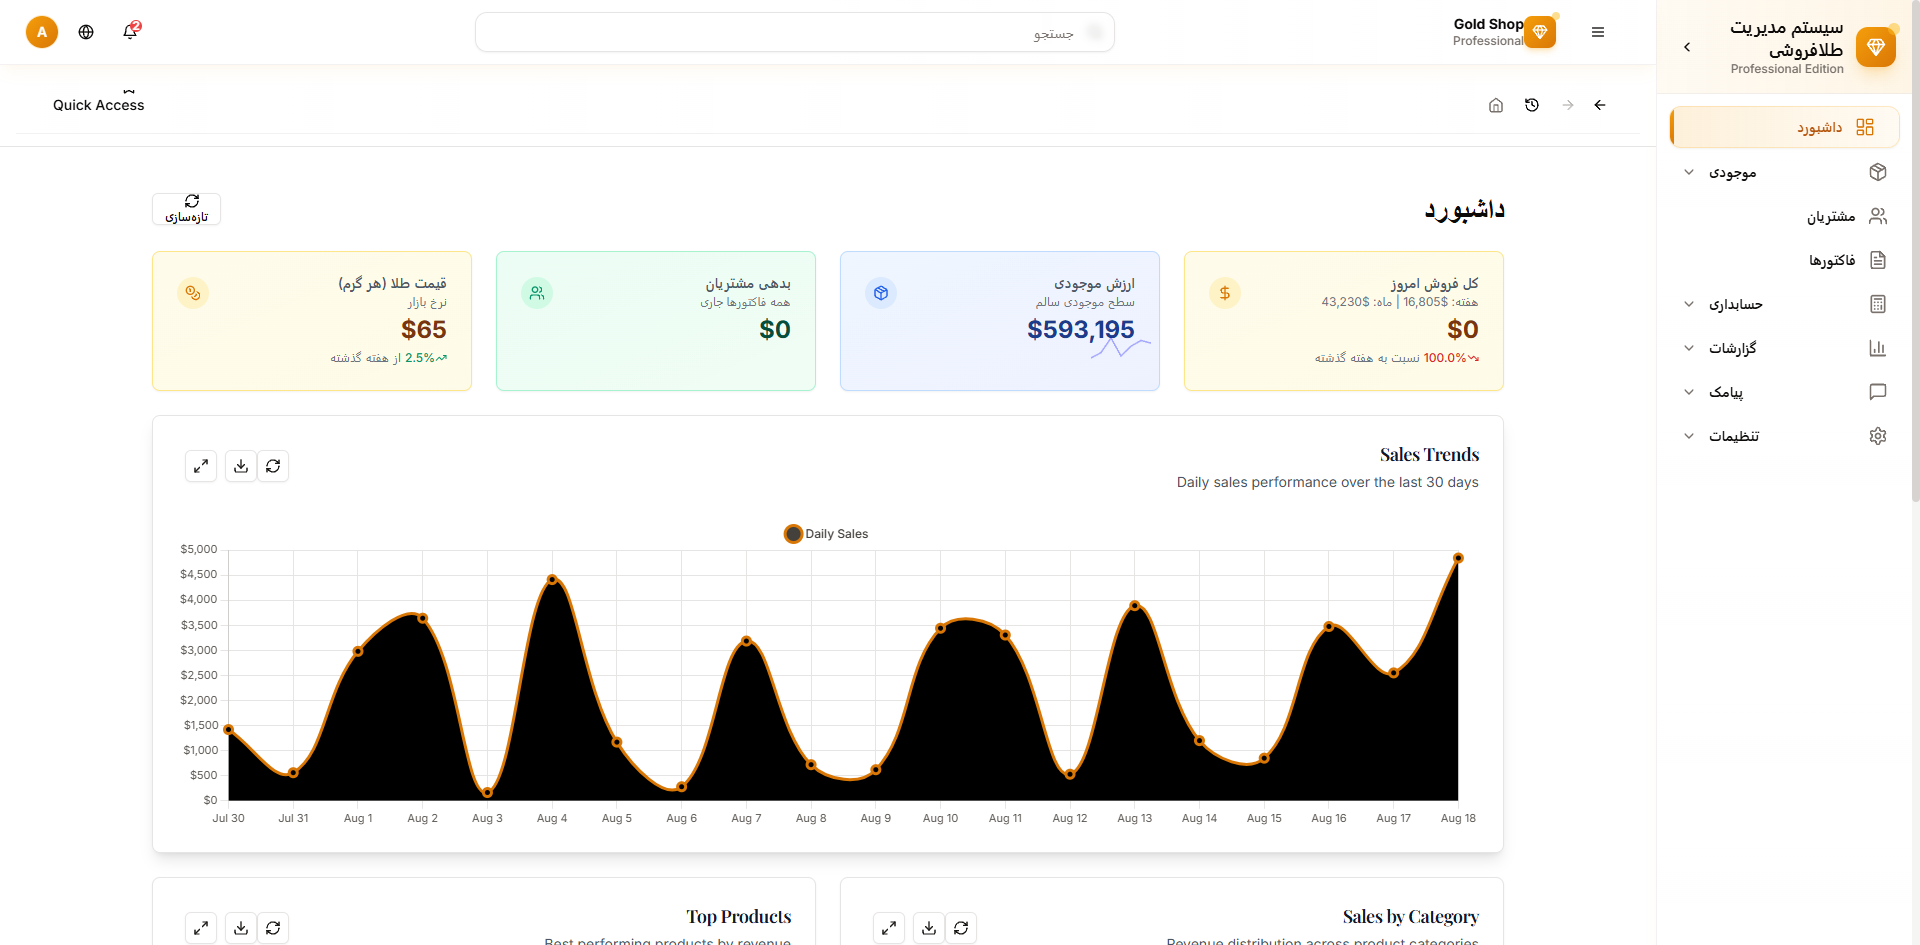 سیستم مدیریت
طلافروشی
Professional Edition
داشبورد
موجودی
مشتریان
فاکتورها
حسابداری
گزارشات
پیامک
تنظیمات
Gold Shop
Professional
جستجو
2
A
Quick Access
داشبورد
تازه‌سازی
کل فروش امروز
هفته: $16,805 | ماه: $43,230
$0
100.0% نسبت به هفته گذشته
ارزش موجودی
سطح موجودی سالم
$593,195
بدهی مشتریان
همه فاکتورها جاری
$0
قیمت طلا (هر گرم)
نرخ بازار
$65
2.5% از هفته گذشته
Sales Trends
Daily sales performance over the last 30 days
Daily Sales
$5,000
$4,500
$4,000
$3,500
$3,000
$2,500
$2,000
$1,500
$1,000
$500
$0
Jul 30 Jul 31 Aug 1 Aug 2 Aug 3 Aug 4 Aug 5 Aug 6 Aug 7 Aug 8 Aug 9 Aug 10 Aug 11 Aug 12 Aug 13 Aug 14 Aug 15 Aug 16 Aug 17 Aug 18
Sales by Category
Revenue distribution across product categories
Top Products
Best performing products by revenue